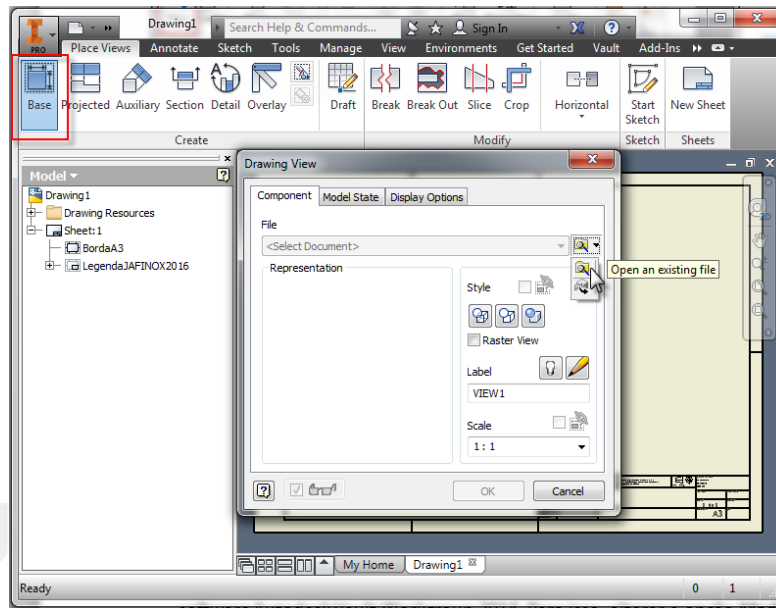 Drawing1
Search Help & Commands...
Sign In
PRO
Place Views Annotate Sketch Tools Manage View Environments Get Started Vault Add-Ins
Base Projected Auxiliary Section Detail Overlay Draft Break Break Out Slice Crop Horizontal Start Sketch New Sheet
Create Modify Sketch Sheets
Model
Drawing1
Drawing Resources
Sheet:1
BordaA3
LegendaJAFINOX2016
Drawing View
Component Model State Display Options
File
<Select Document>
Open an existing file
Representation
Style
Raster View
Label
VIEW1
Scale
1 : 1
OK Cancel
A3
My Home Drawing1
Ready 0 1